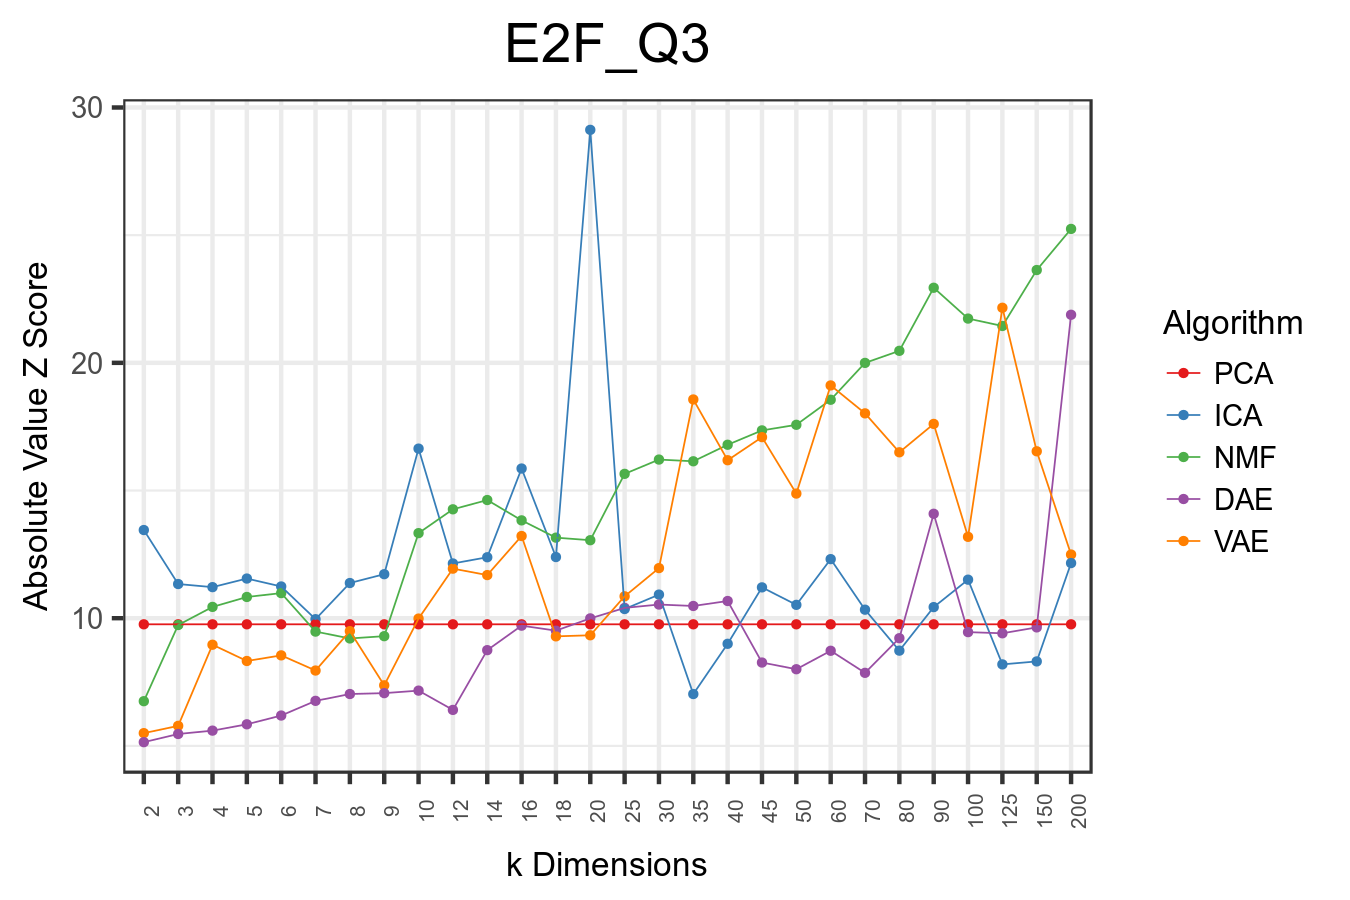 E2F_Q3
Absolute Value Z Score
30
20
10
2 3 4 5 6 7 8 9 10 12 14 16 18 20 25 30 35 40 45 50 60 70 80 90 100 125 150 200
k Dimensions
Algorithm
PCA
ICA
NMF
DAE
VAE